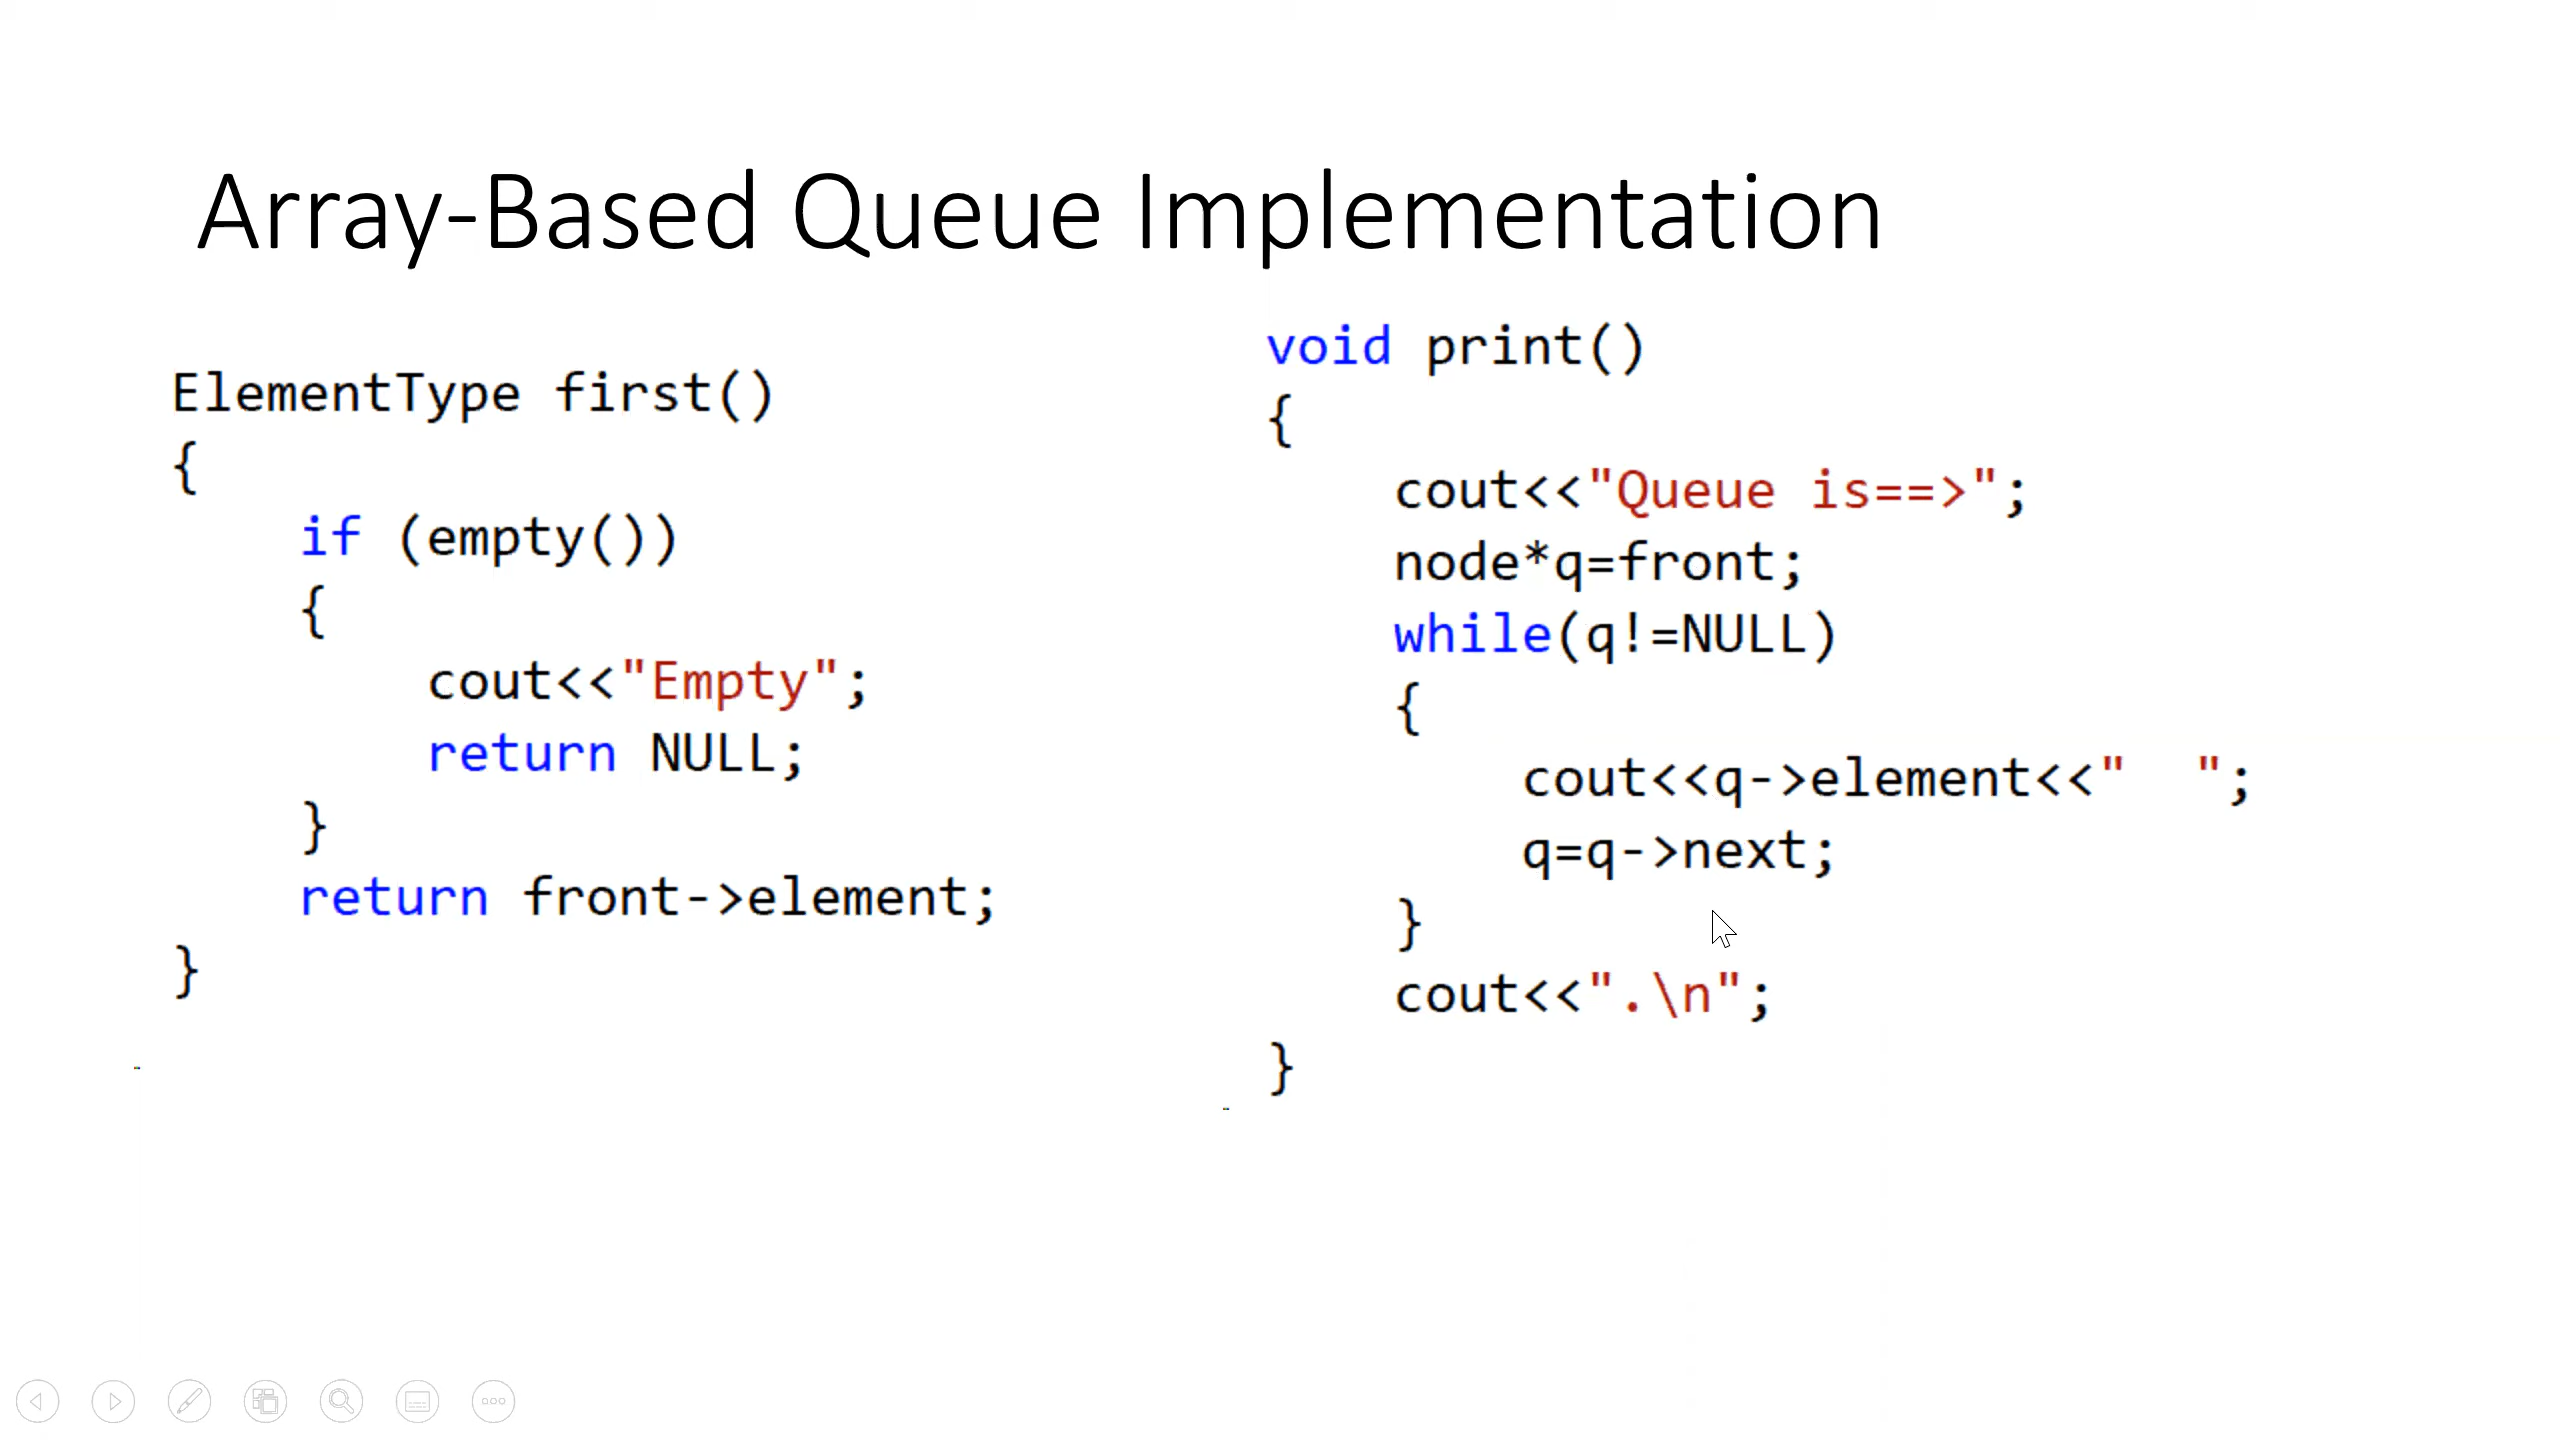 Array-Based Queue Implementation
ElementType first()
{
    if (empty())
    {
        cout<<"Empty";
        return NULL;
    }
    return front->element;
}
void print()
{
    cout<<"Queue is==>";
    node*q=front;
    while(q!=NULL)
    {
        cout<<q->element<<"  ";
        q=q->next;
    }
    cout<<".\n";
}